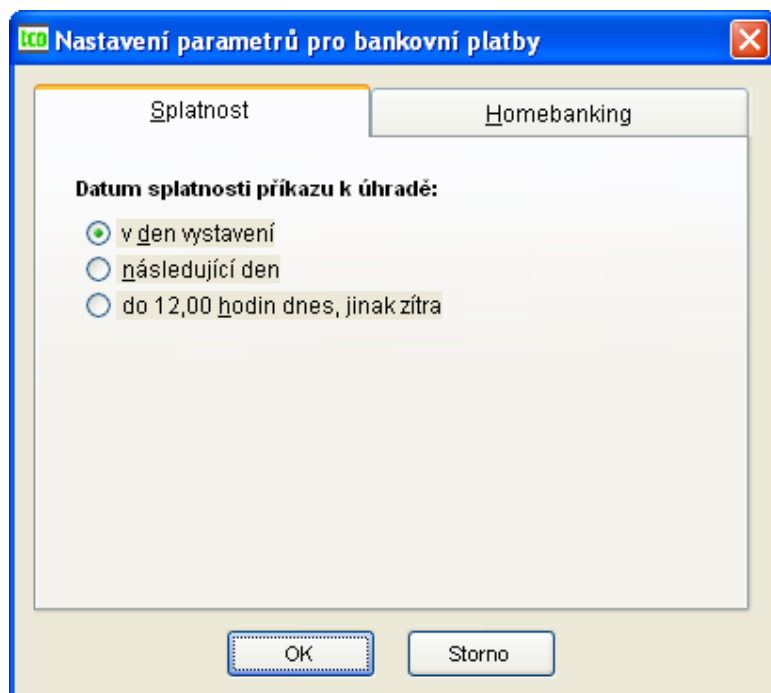 tco Nastavení parametrů pro bankovní platby
Splatnost Homebanking
Datum splatnosti příkazu k úhradě:
v den vystavení
následující den
do 12,00 hodin dnes, jinak zítra
OK Storno